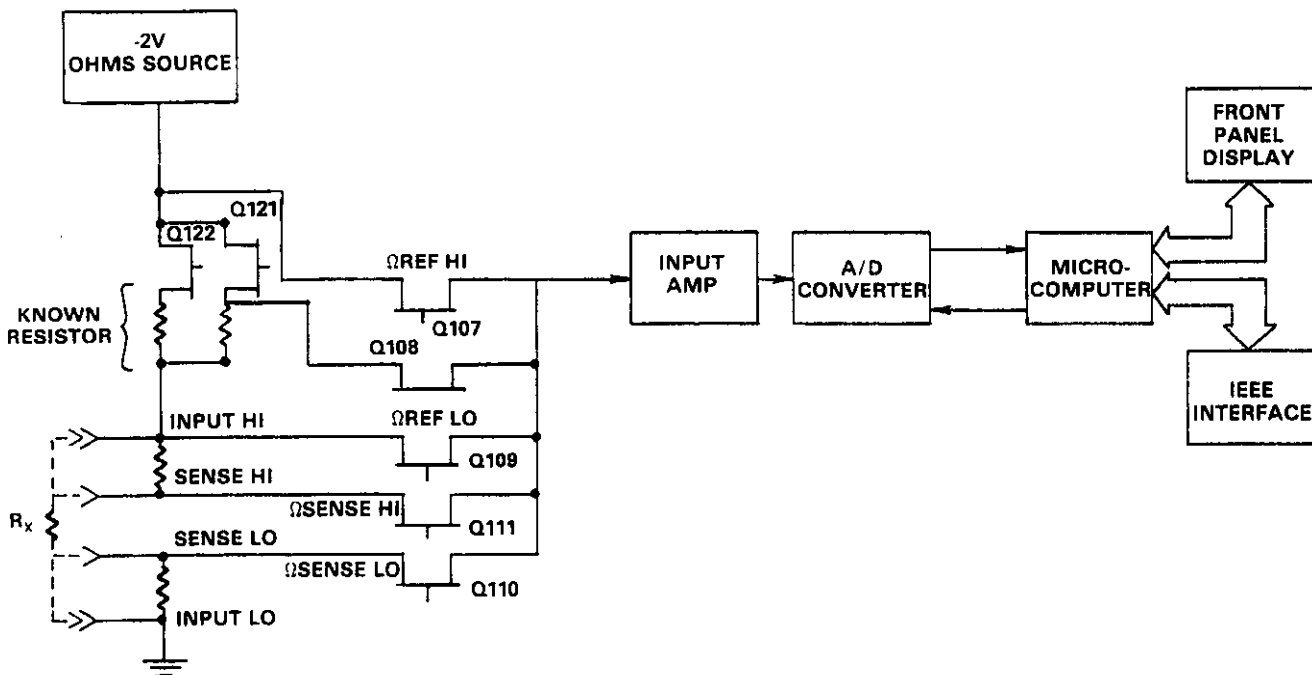 -2V
OHMS SOURCE
Q121
Q122
KNOWN
RESISTOR
ΩREF HI
Q107
Q108
INPUT HI
ΩREF LO
Q109
SENSE HI
ΩSENSE HI
Q111
Rx
SENSE LO
ΩSENSE LO
Q110
INPUT LO
INPUT
AMP
A/D
CONVERTER
MICRO-
COMPUTER
FRONT
PANEL
DISPLAY
IEEE
INTERFACE